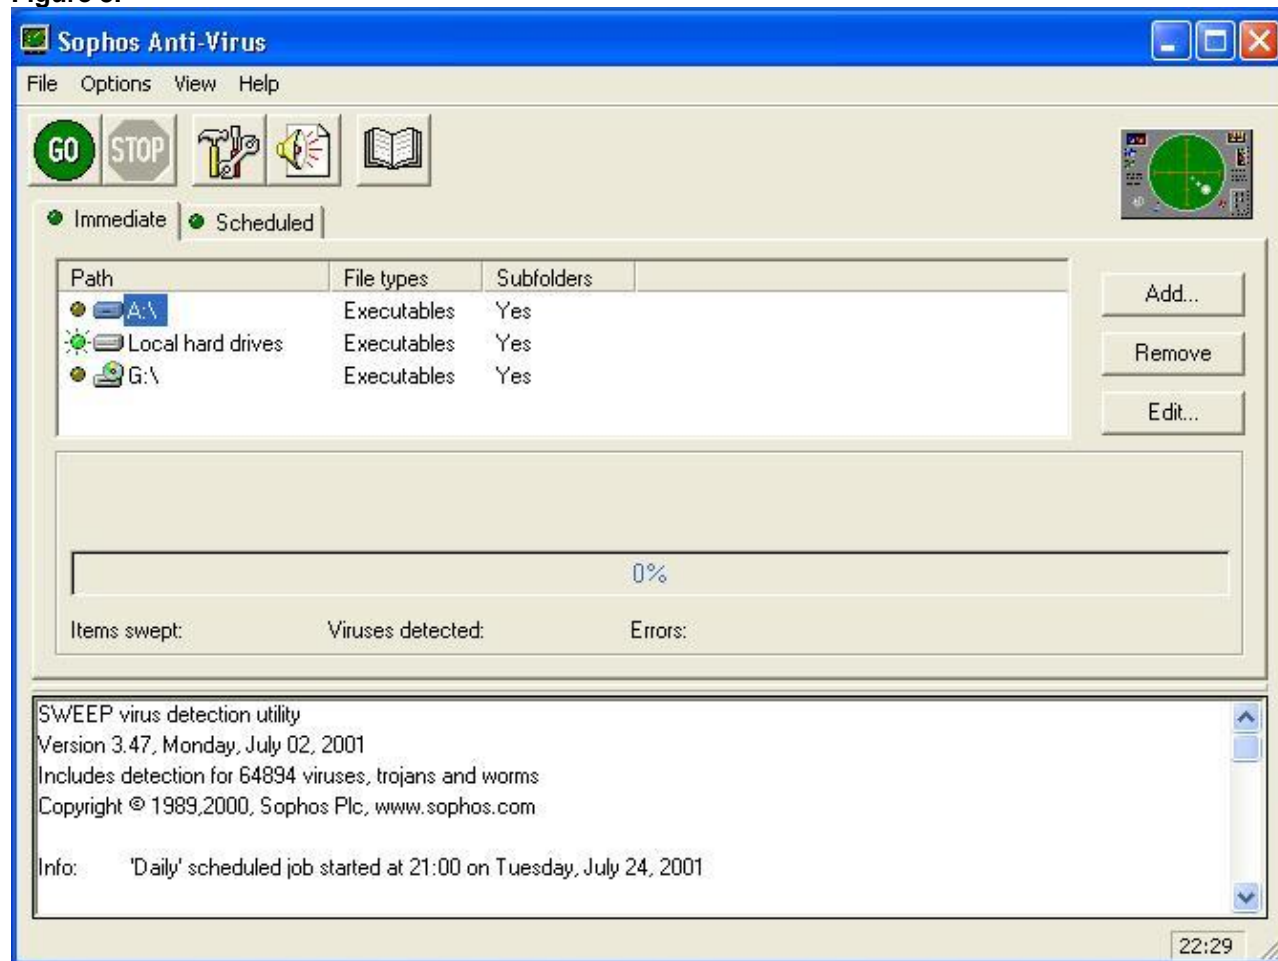 Sophos Anti-Virus
File Options View Help
GO STOP
Immediate Scheduled
Path File types Subfolders
A:\ Executables Yes
Local hard drives Executables Yes
G:\ Executables Yes
Add...
Remove
Edit...
0%
Items swept: Viruses detected: Errors:
SWEEP virus detection utility
Version 3.47, Monday, July 02, 2001
Includes detection for 64894 viruses, trojans and worms
Copyright © 1989,2000, Sophos Plc, www.sophos.com
Info: 'Daily' scheduled job started at 21:00 on Tuesday, July 24, 2001
22:29